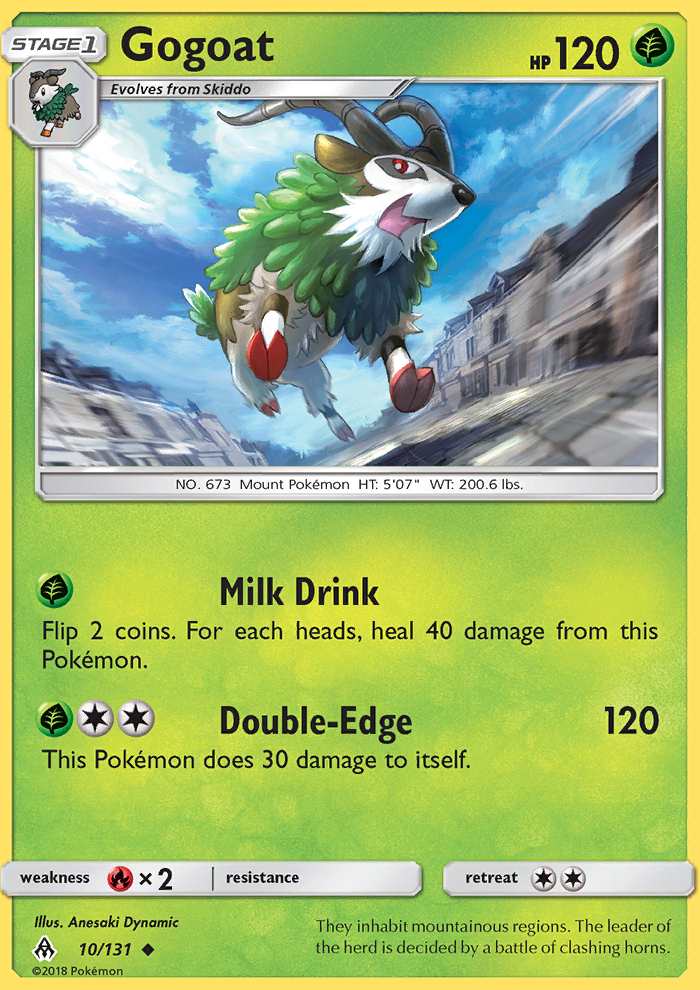 STAGE1
Gogoat
HP 120
Evolves from Skiddo
NO. 673 Mount Pokémon HT: 5'07" WT: 200.6 lbs.
Milk Drink
Flip 2 coins. For each heads, heal 40 damage from this
Pokémon.
Double-Edge 120
This Pokémon does 30 damage to itself.
weakness × 2 resistance retreat
Illus. Anesaki Dynamic
10/131
©2018 Pokémon
They inhabit mountainous regions. The leader of
the herd is decided by a battle of clashing horns.